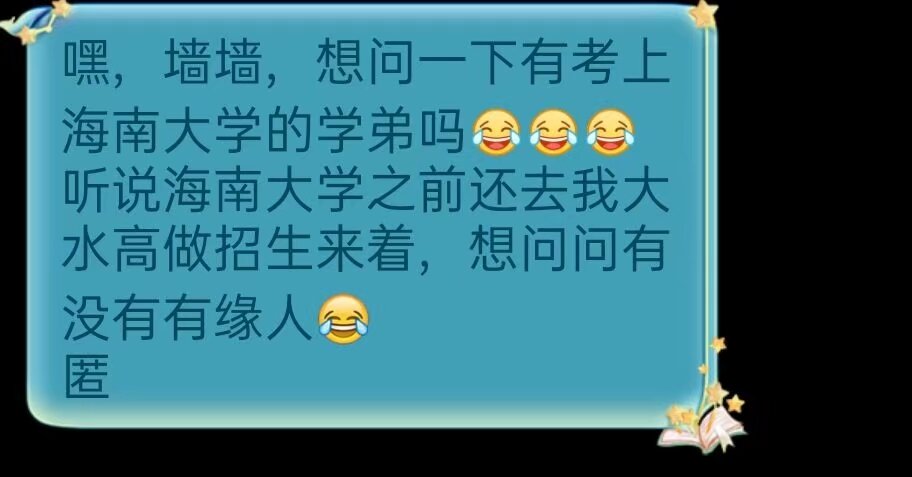 嘿，墙墙，想问一下有考上
海南大学的学弟吗😂😂😂
听说海南大学之前还去我大
水高做招生来着，想问问有
没有有缘人😂
匿